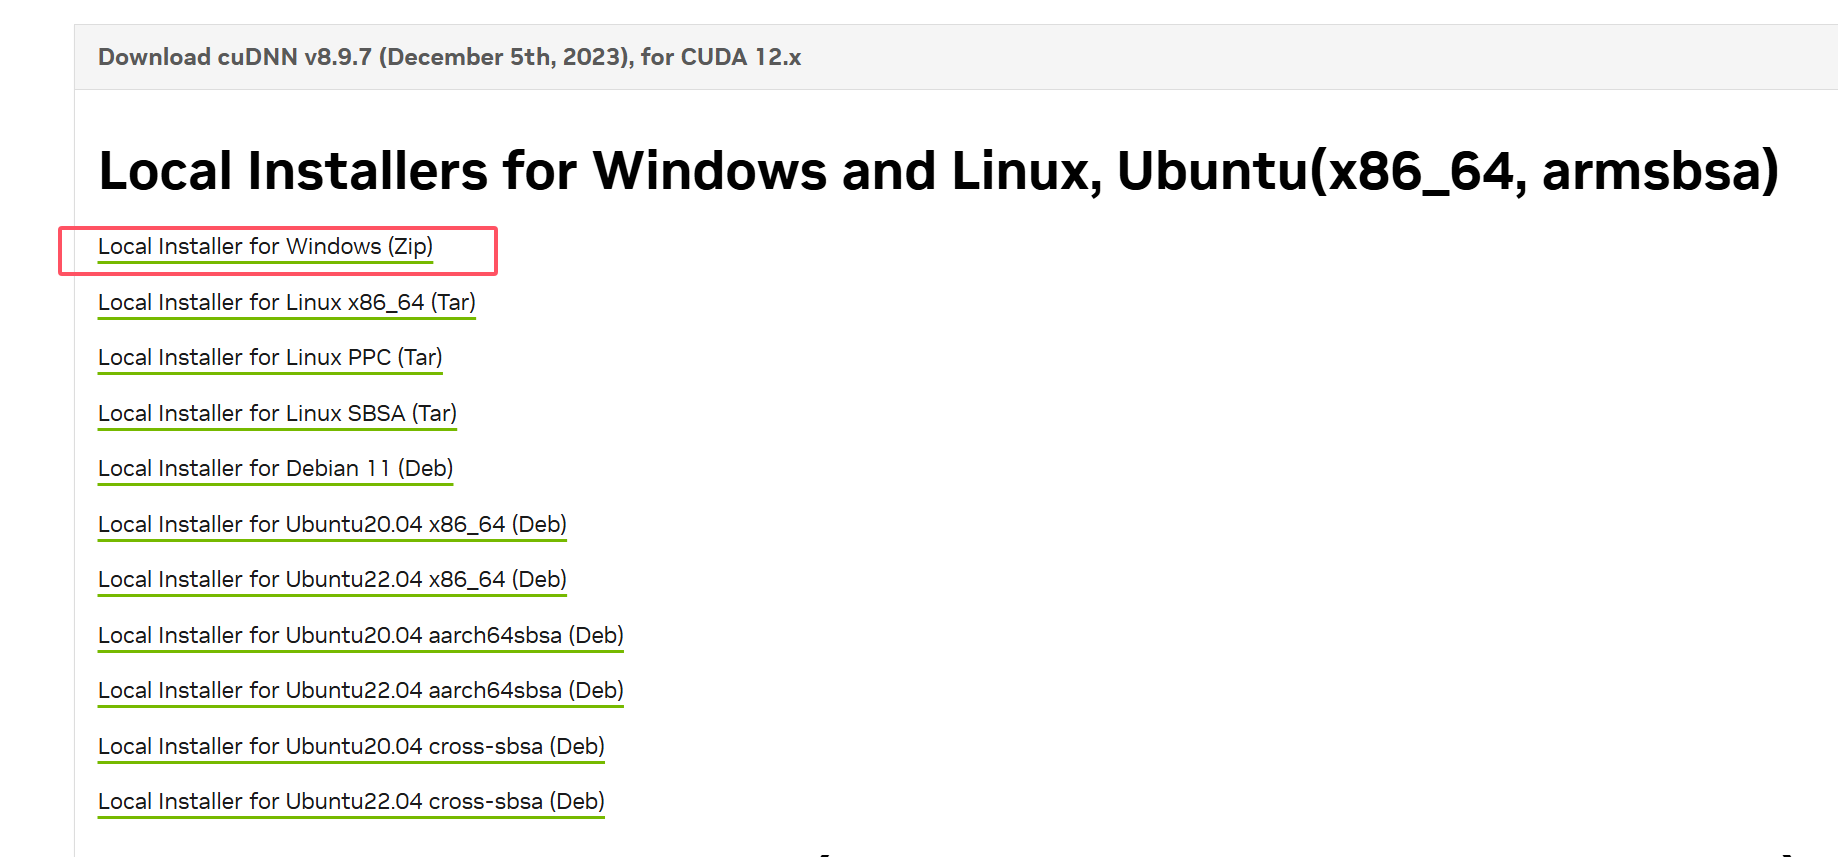 Download cuDNN v8.9.7 (December 5th, 2023), for CUDA 12.x
Local Installers for Windows and Linux, Ubuntu(x86_64, armsbsa)
Local Installer for Windows (Zip)
Local Installer for Linux x86_64 (Tar)
Local Installer for Linux PPC (Tar)
Local Installer for Linux SBSA (Tar)
Local Installer for Debian 11 (Deb)
Local Installer for Ubuntu20.04 x86_64 (Deb)
Local Installer for Ubuntu22.04 x86_64 (Deb)
Local Installer for Ubuntu20.04 aarch64sbsa (Deb)
Local Installer for Ubuntu22.04 aarch64sbsa (Deb)
Local Installer for Ubuntu20.04 cross-sbsa (Deb)
Local Installer for Ubuntu22.04 cross-sbsa (Deb)